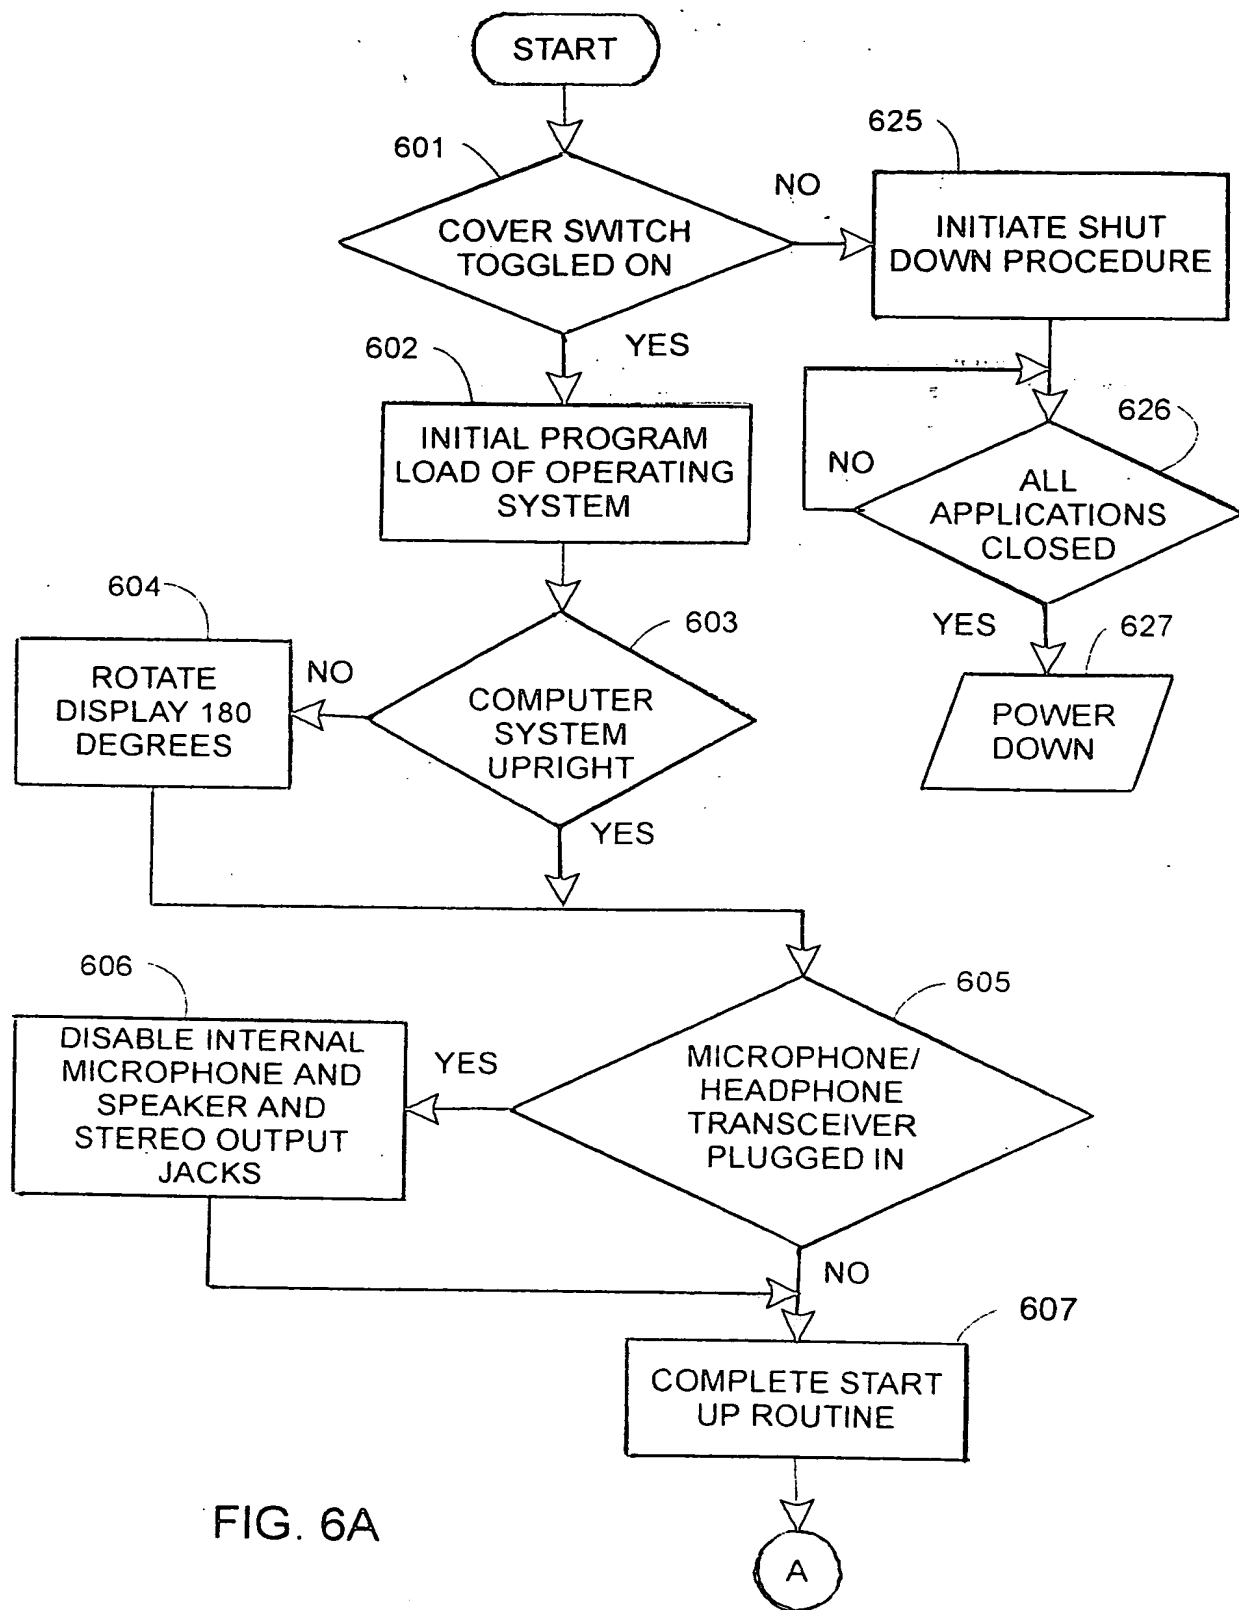 START
601
COVER SWITCH
TOGGLED ON
NO
625
INITIATE SHUT
DOWN PROCEDURE
YES
602
INITIAL PROGRAM
LOAD OF OPERATING
SYSTEM
626
NO
ALL
APPLICATIONS
CLOSED
YES
627
POWER
DOWN
604
ROTATE
DISPLAY 180
DEGREES
NO
603
COMPUTER
SYSTEM
UPRIGHT
YES
606
DISABLE INTERNAL
MICROPHONE AND
SPEAKER AND
STEREO OUTPUT
JACKS
YES
605
MICROPHONE/
HEADPHONE
TRANSCEIVER
PLUGGED IN
NO
607
COMPLETE START
UP ROUTINE
FIG. 6A
A